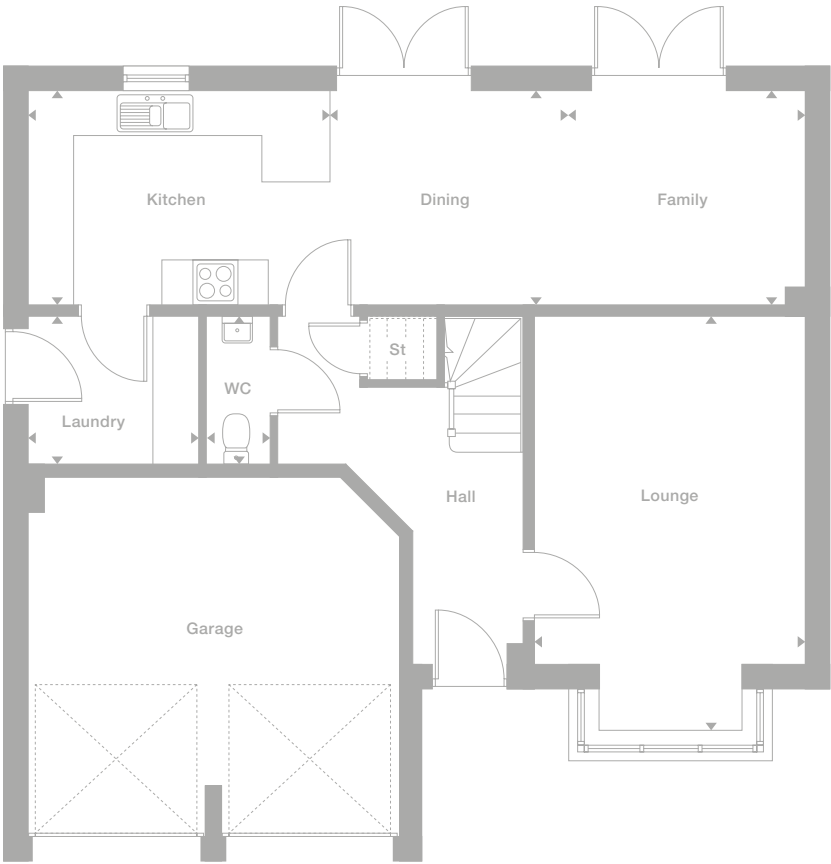 Kitchen
Dining
Family
St
WC
Laundry
Hall
Lounge
Garage